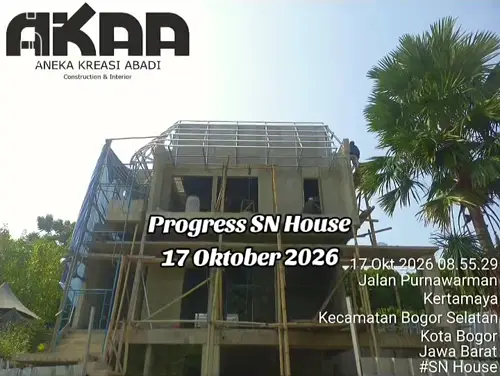 AKAA
ANEKA KREASI ABADI
Construction & Interior
Progress SN House
17 Oktober 2026
17 Okt 2026 08.55.29
Jalan Purnawarman
Kertamaya
Kecamatan Bogor Selatan
Kota Bogor
Jawa Barat
#SN House